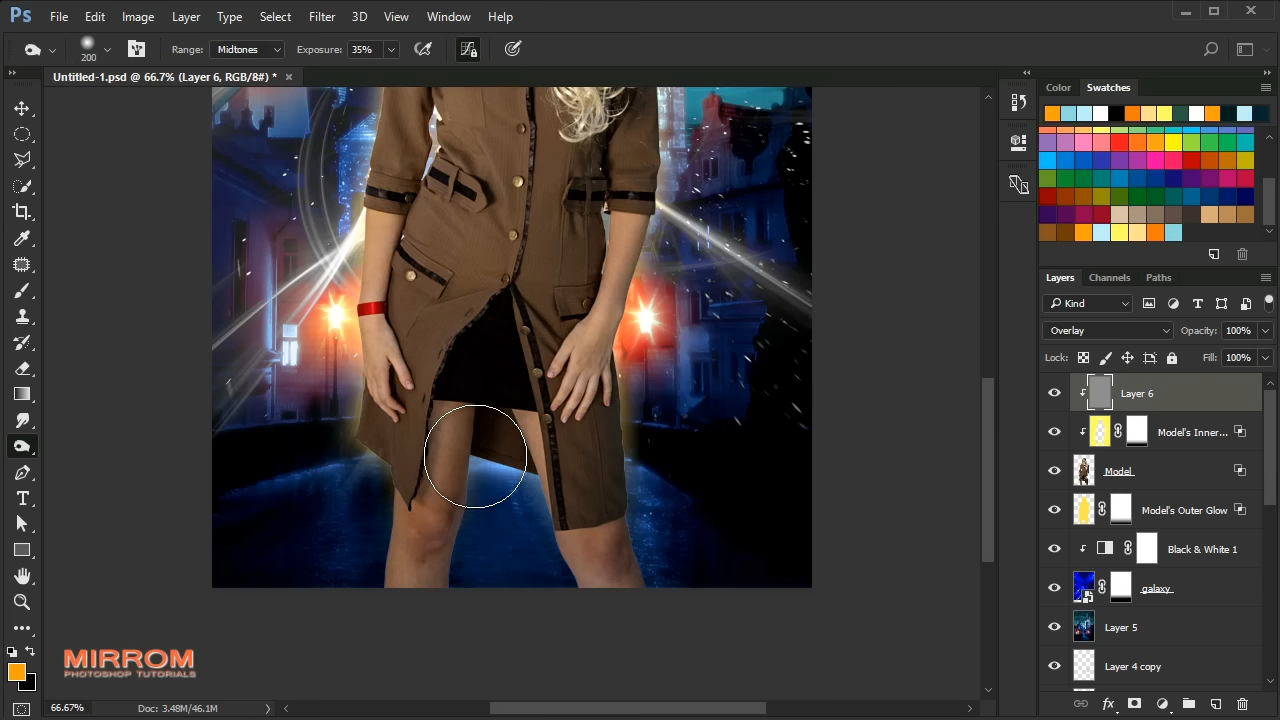 Ps File Edit Image Layer Type Select Filter 3D View Window Help
200 Range: Midtones Exposure: 35%
Untitled-1.psd @ 66.7% (Layer 6, RGB/8#) *
Color Swatches
Layers Channels Paths
Kind
Overlay Opacity: 100%
Lock: Fill: 100%
Layer 6
Model's Inner...
Model
Model's Outer Glow
Black & White 1
galaxy
Layer 5
Layer 4 copy
MIRROM
PHOTOSHOP TUTORIALS
66.67% Doc: 3.48M/46.1M